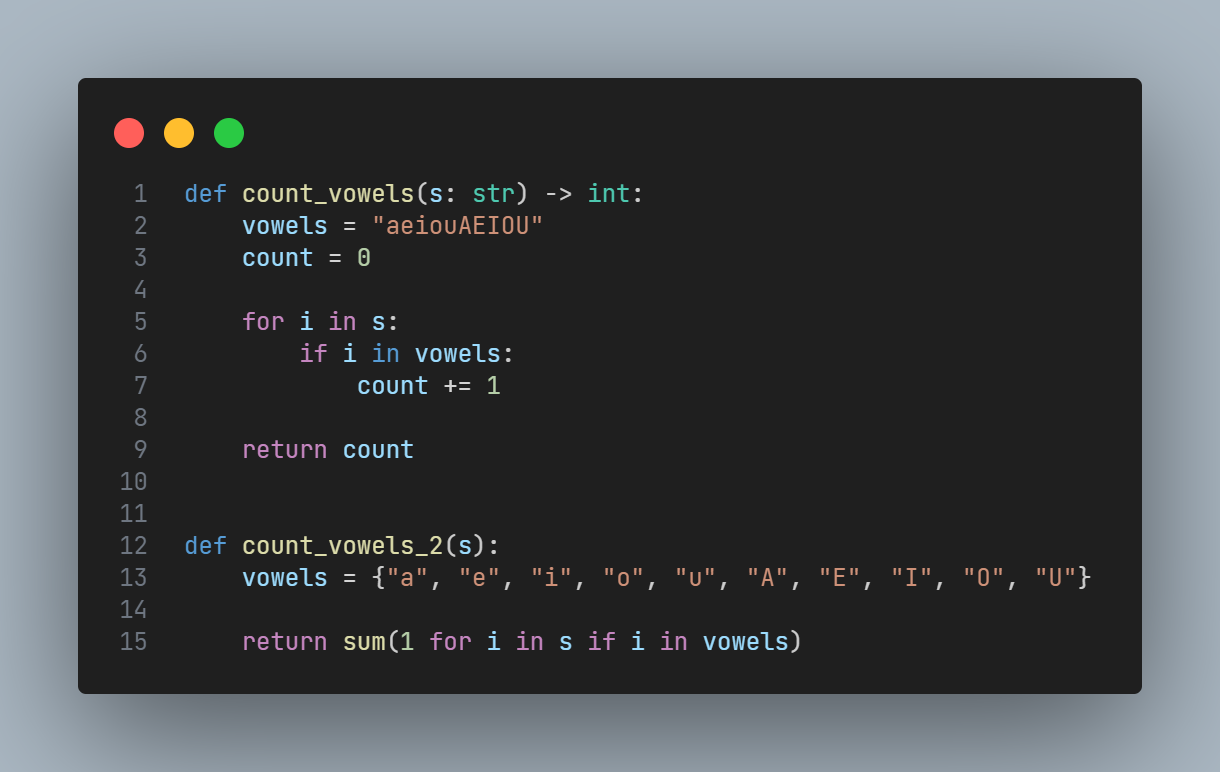 1 def count_vowels(s: str) -> int:
2     vowels = "aeiouAEIOU"
3     count = 0
4
5     for i in s:
6         if i in vowels:
7             count += 1
8
9     return count
10
11
12 def count_vowels_2(s):
13     vowels = {"a", "e", "i", "o", "u", "A", "E", "I", "O", "U"}
14
15     return sum(1 for i in s if i in vowels)